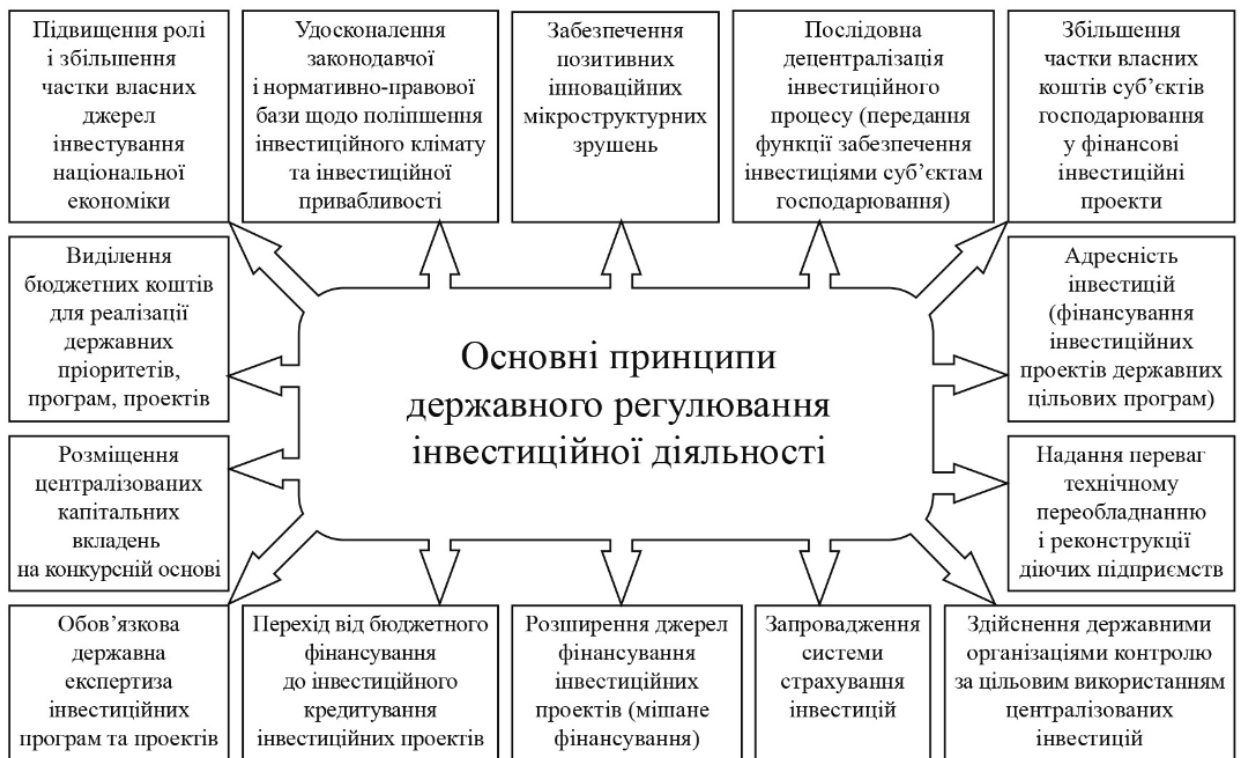 Підвищення ролі
і збільшення
частки власних
джерел
інвестування
національної
економіки
Удосконалення
законодавчої
і нормативно-правової
бази щодо поліпшення
інвестиційного клімату
та інвестиційної
привабливості
Забезпечення
позитивних
інноваційних
мікроструктурних
зрушень
Послідовна
децентралізація
інвестиційного
процесу (передання
функції забезпечення
інвестиціями суб’єктам
господарювання)
Збільшення
частки власних
коштів суб’єктів
господарювання
у фінансові
інвестиційні
проекти
Виділення
бюджетних коштів
для реалізації
державних
пріоритетів,
програм, проектів
Основні принципи
державного регулювання
інвестиційної діяльності
Адресність
інвестицій
(фінансування
інвестиційних
проектів державних
цільових програм)
Розміщення
централізованих
капітальних
вкладень
на конкурсній основі
Надання переваг
технічному
переобладнанню
і реконструкції
діючих підприємств
Обов’язкова
державна
експертиза
інвестиційних
програм та проектів
Перехід від бюджетного
фінансування
до інвестиційного
кредитування
інвестиційних проектів
Розширення джерел
фінансування
інвестиційних
проектів (мішане
фінансування)
Запровадження
системи
страхування
інвестицій
Здійснення державними
організаціями контролю
за цільовим використанням
централізованих
інвестицій